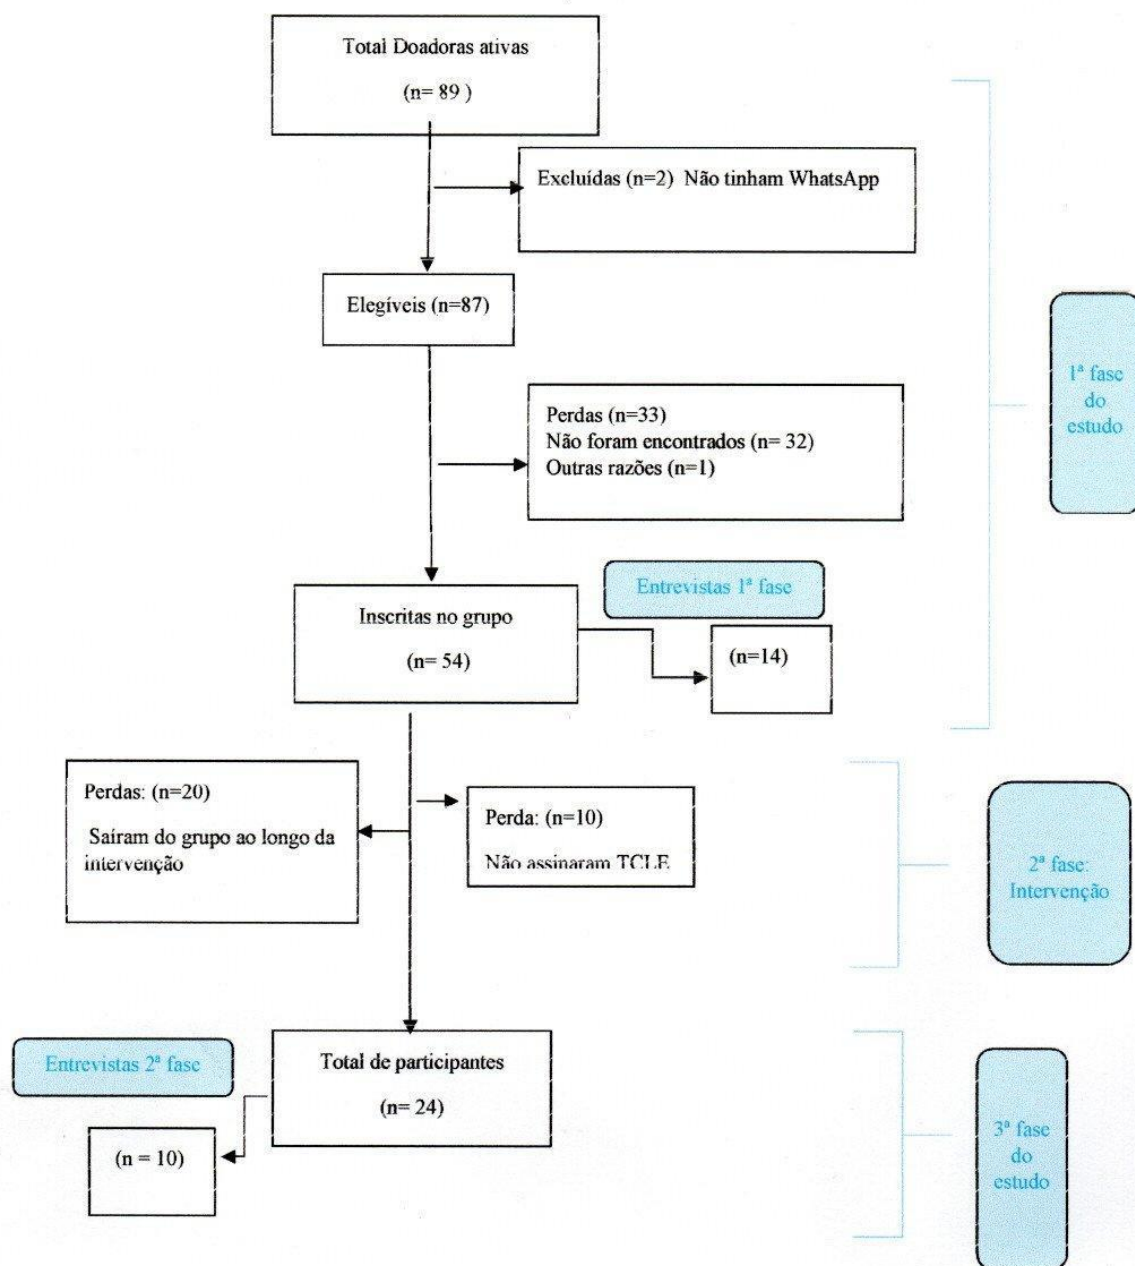 Total Doadoras ativas
(n= 89 )
Excluídas (n=2)  Não tinham WhatsApp
Elegíveis (n=87)
1ª fase
do
estudo
Perdas (n=33)
Não foram encontrados (n= 32)
Outras razões (n=1)
Entrevistas 1ª fase
Inscritas no grupo
(n= 54)
(n=14)
Perdas: (n=20)
Saíram do grupo ao longo da
intervenção
Perda: (n=10)
Não assinaram TCLE
2ª fase:
Intervenção
Entrevistas 2ª fase
Total de participantes
(n= 24)
(n = 10)
3ª fase
do
estudo